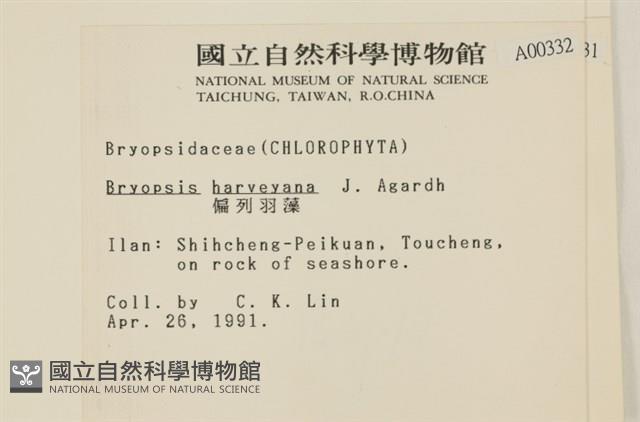 國立自然科學博物館
NATIONAL MUSEUM OF NATURAL SCIENCE
TAICHUNG, TAIWAN, R.O.CHINA
A00332
31
Bryopsidaceae(CHLOROPHYTA)
Bryopsis harveyana J. Agardh
偏列羽藻
Ilan: Shihcheng-Peikuan, Toucheng,
on rock of seashore.
Coll. by C. K. Lin
Apr. 26, 1991.
國立自然科學博物館
NATIONAL MUSEUM OF NATURAL SCIENCE